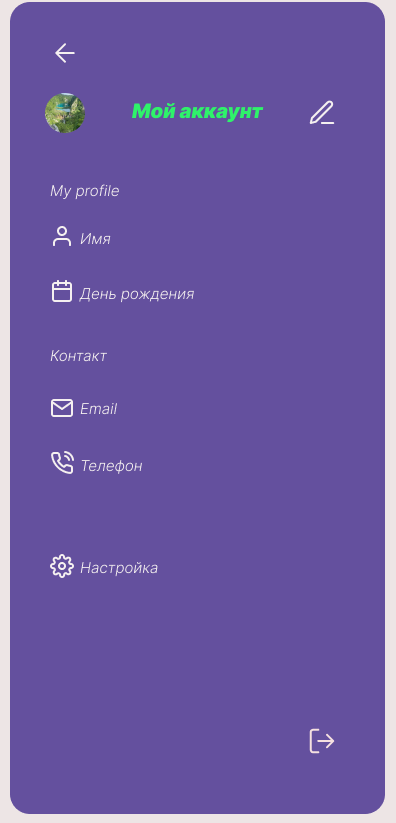 Мой аккаунт
My profile
Имя
День рождения
Контакт
Email
Телефон
Настройка